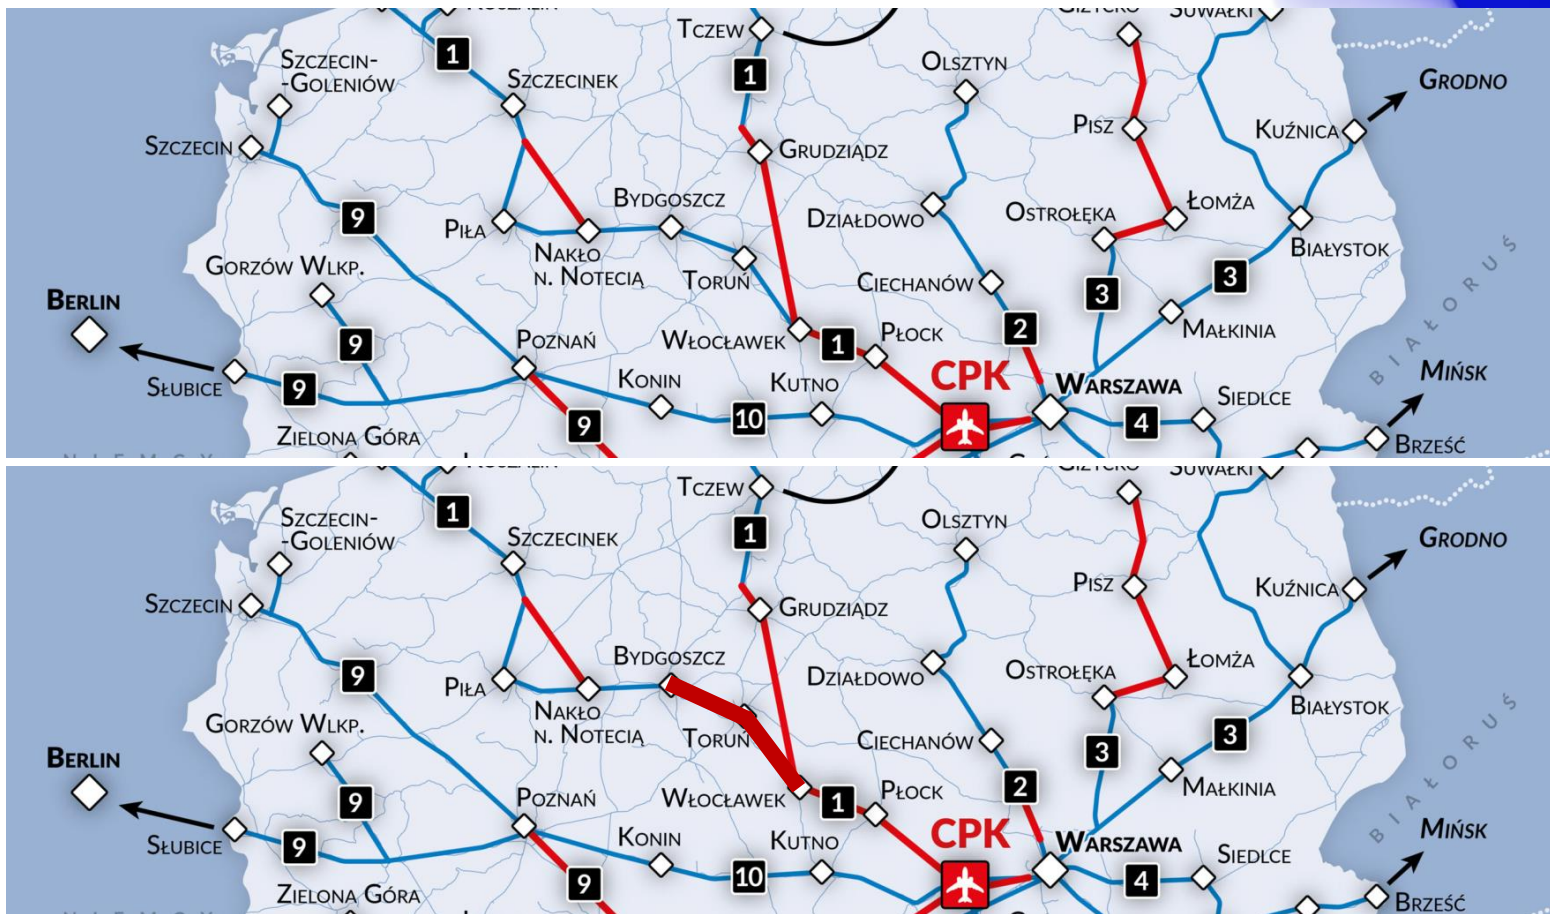 Tczew
1
1
Szczecin-
-Goleniów
Szczecinek
Olsztyn
Grodno
Pisz
Kuźnica
Szczecin
Grudziądz
9
Bydgoszcz
Działdowo
Ostrołęka
Łomża
Piła
Nakło
n. Notecią
Toruń
Białystok
Gorzów Wlkp.
Ciechanów
3
3
Białoruś
Berlin
9
Poznań
Włocławek
1
Płock
2
Małkinia
Słubice
9
Konin
Kutno
CPK
Warszawa
Siedlce
Mińsk
9
10
4
Zielona Góra
Brześć
Tczew
1
1
Szczecin-
-Goleniów
Szczecinek
Olsztyn
Grodno
Pisz
Kuźnica
Szczecin
Grudziądz
9
Bydgoszcz
Działdowo
Ostrołęka
Łomża
Piła
Nakło
n. Notecią
Toruń
Białystok
Gorzów Wlkp.
Ciechanów
3
3
Białoruś
Berlin
9
Poznań
Włocławek
1
Płock
2
Małkinia
Słubice
9
Konin
Kutno
CPK
Warszawa
Siedlce
Mińsk
9
10
4
Zielona Góra
Brześć